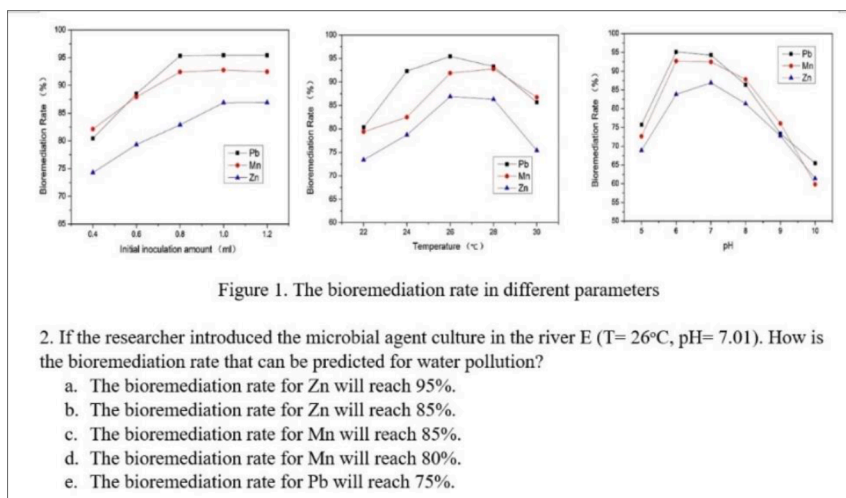 100
95
90
85
80
75
70
65
0.4 0.6 0.8 1.0 1.2
Bioremediation Rate (%)
Initial inoculation amount (ml)
Pb
Mn
Zn
100
95
90
85
80
75
70
65
60
22 24 26 28 30
Bioremediation Rate (%)
Temperature (℃)
Pb
Mn
Zn
100
95
90
85
80
75
70
65
60
55
50
5 6 7 8 9 10
Bioremediation Rate (%)
pH
Pb
Mn
Zn
Figure 1. The bioremediation rate in different parameters
2. If the researcher introduced the microbial agent culture in the river E (T= 26°C, pH= 7.01). How is
the bioremediation rate that can be predicted for water pollution?
a. The bioremediation rate for Zn will reach 95%.
b. The bioremediation rate for Zn will reach 85%.
c. The bioremediation rate for Mn will reach 85%.
d. The bioremediation rate for Mn will reach 80%.
e. The bioremediation rate for Pb will reach 75%.